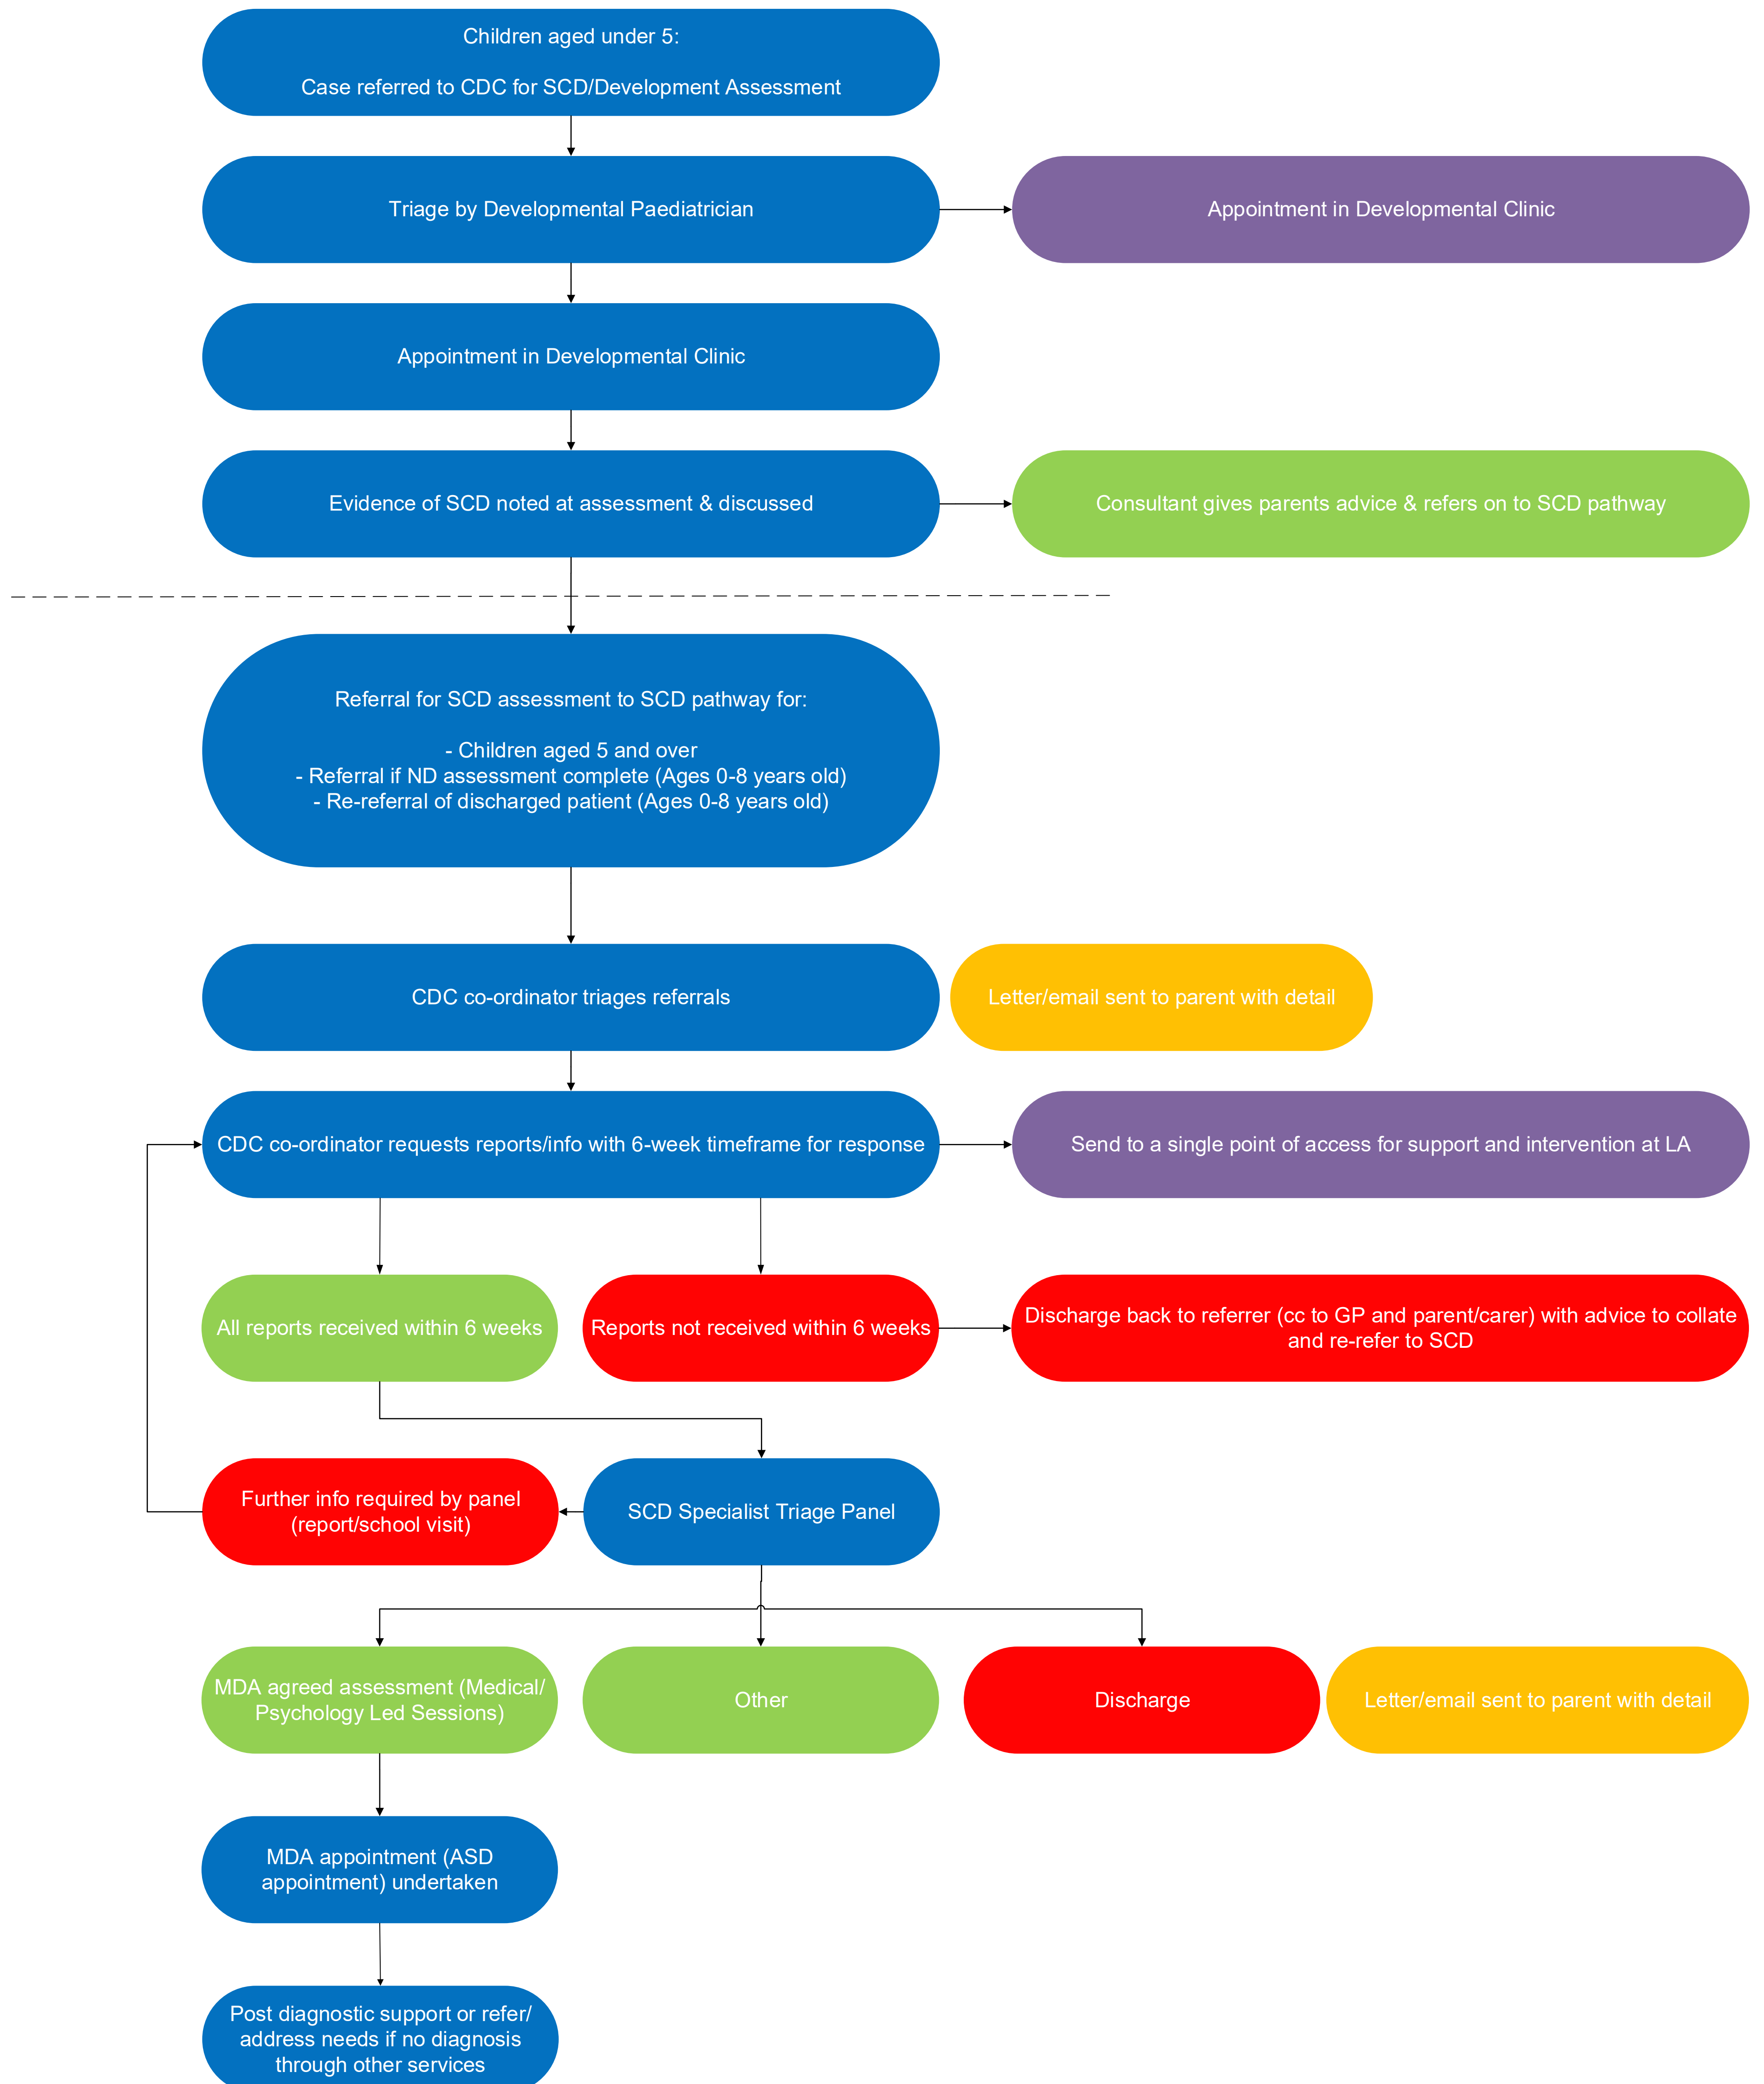 Children aged under 5:
Case referred to CDC for SCD/Development Assessment
Triage by Developmental Paediatrician
Appointment in Developmental Clinic
Appointment in Developmental Clinic
Evidence of SCD noted at assessment & discussed
Consultant gives parents advice & refers on to SCD pathway
Referral for SCD assessment to SCD pathway for:
- Children aged 5 and over
- Referral if ND assessment complete (Ages 0-8 years old)
- Re-referral of discharged patient (Ages 0-8 years old)
CDC co-ordinator triages referrals
Letter/email sent to parent with detail
CDC co-ordinator requests reports/info with 6-week timeframe for response
Send to a single point of access for support and intervention at LA
All reports received within 6 weeks
Reports not received within 6 weeks
Discharge back to referrer (cc to GP and parent/carer) with advice to collate
and re-refer to SCD
Further info required by panel
(report/school visit)
SCD Specialist Triage Panel
MDA agreed assessment (Medical/
Psychology Led Sessions)
Other
Discharge
Letter/email sent to parent with detail
MDA appointment (ASD
appointment) undertaken
Post diagnostic support or refer/
address needs if no diagnosis
through other services